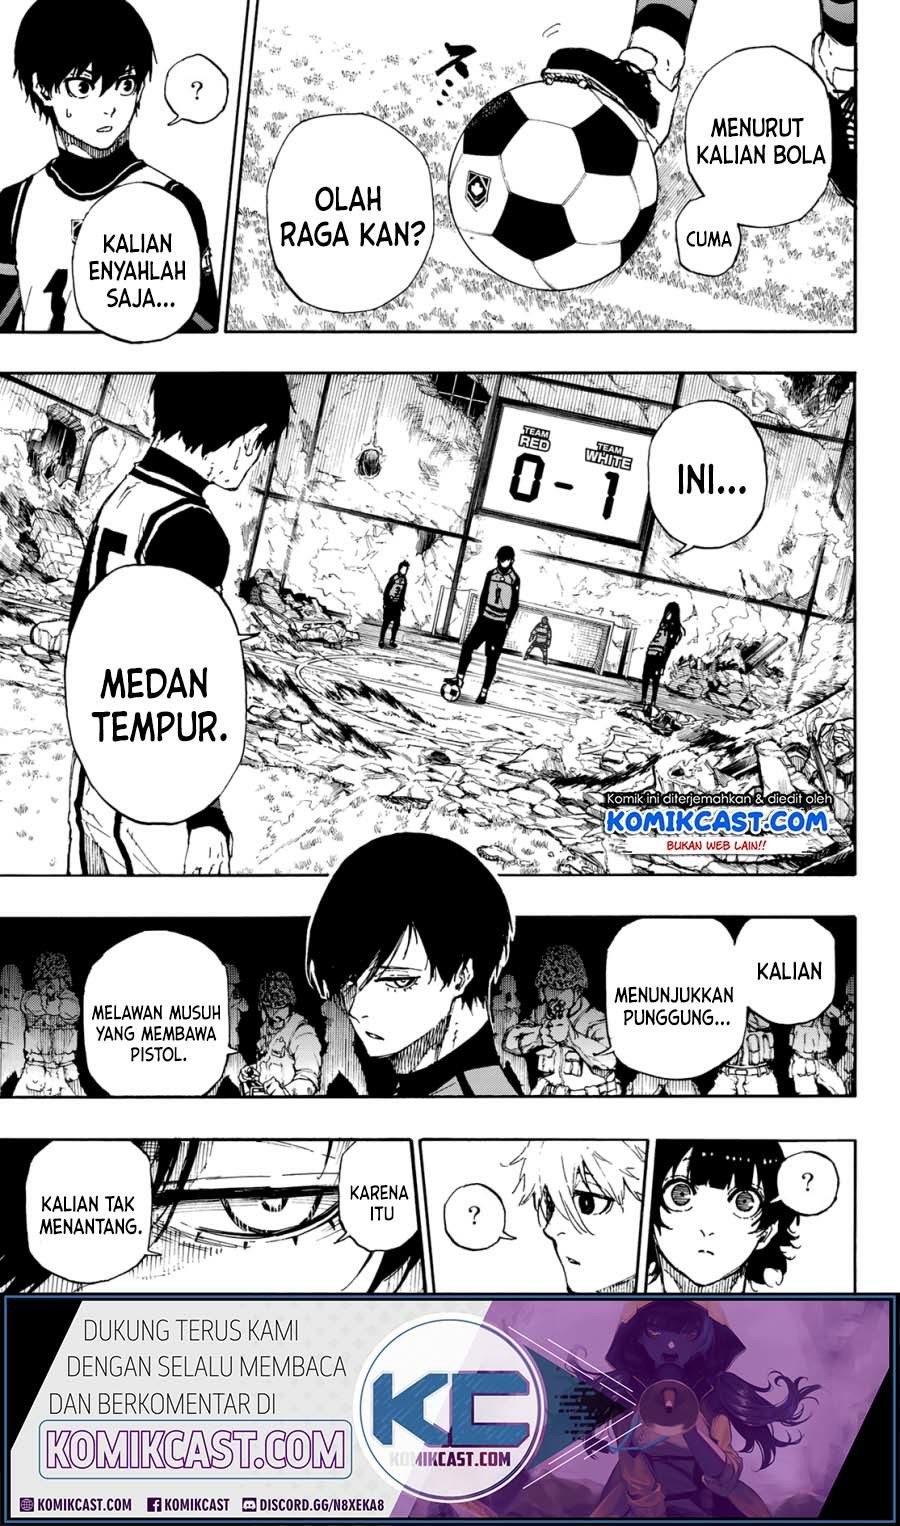 MENURUT
KALIAN BOLA
CUMA
OLAH
RAGA KAN?
ズ
?
KALIAN
ENYAHLAH
SAJA...
1
INI...
TEAM
RED
TEAM
WHITE
0 - 1
MEDAN
TEMPUR.
Komik ini diterjemahkan & diedit oleh
KOMIKCAST.COM
BUKAN WEB LAIN!!
KALIAN
MENUNJUKKAN
PUNGGUNG...
MELAWAN MUSUH
YANG MEMBAWA
PISTOL.
?
?
KARENA
ITU
KALIAN TAK
MENANTANG.
DUKUNG TERUS KAMI
DENGAN SELALU MEMBACA
DAN BERKOMENTAR DI
KOMIKCAST.COM
KC
KOMIKCAST.COM
KOMIKCAST.COM
KOMIKCAST
DISCORD.GG/N8XEKA8